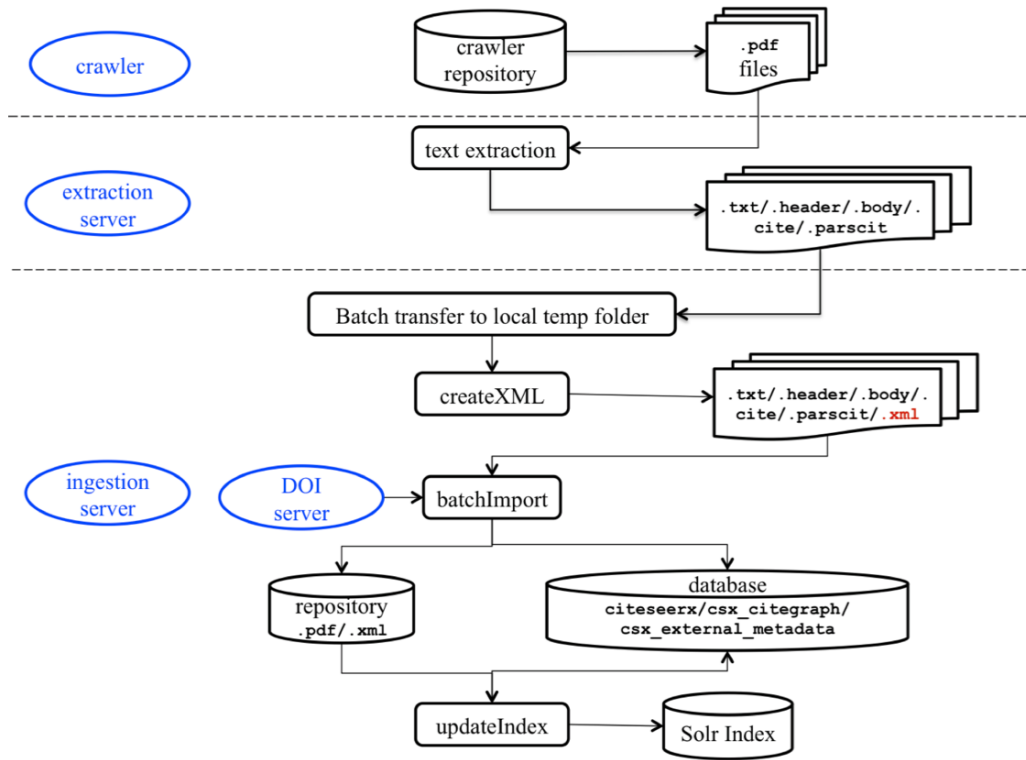 crawler
crawler
repository
.pdf
files
text extraction
extraction
server
.txt/.header/.body/.
cite/.parscit
Batch transfer to local temp folder
createXML
.txt/.header/.body/.
cite/.parscit/.xml
ingestion
server
DOI
server
batchImport
repository
.pdf/.xml
database
citeseerx/csx_citegraph/
csx_external_metadata
updateIndex
Solr Index